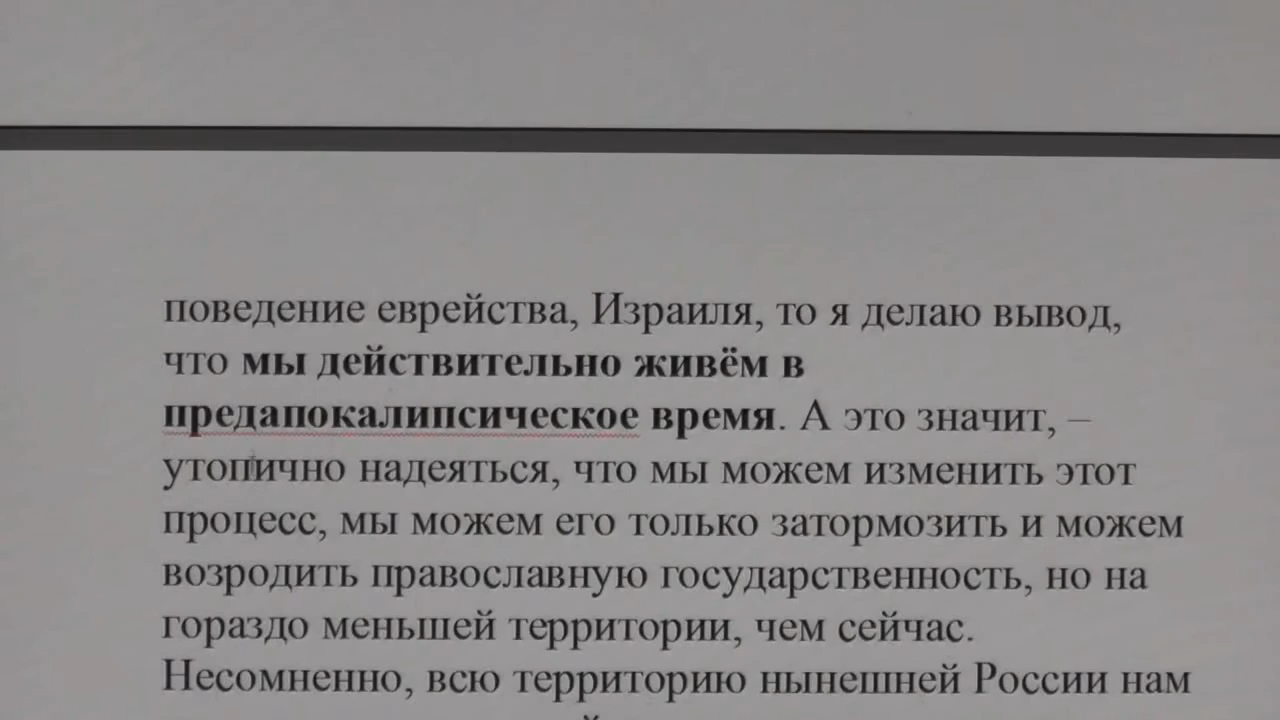 поведение еврейства, Израиля, то я делаю вывод,
что мы действительно живём в
предапокалипсическое время. А это значит, –
утопично надеяться, что мы можем изменить этот
процесс, мы можем его только затормозить и можем
возродить православную государственность, но на
гораздо меньшей территории, чем сейчас.
Несомненно, всю территорию нынешней России нам